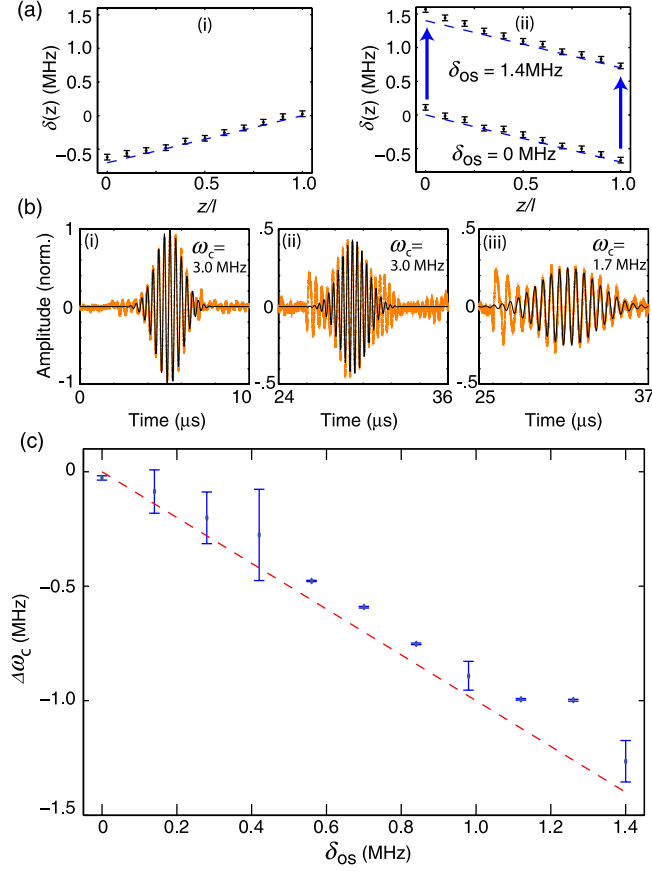 (a)
(i)
δ(z) (MHz)
1.5
1.0
0.5
0
-0.5
0
0.5
1.0
z/l
(ii)
δ(z) (MHz)
1.5
1.0
0.5
0
-0.5
δos = 1.4MHz
δos = 0 MHz
0
0.5
1.0
z/l
(b)
(i)
ωc=
3.0 MHz
Amplitude (norm.)
1
0
-1
0
10
Time (μs)
(ii)
ωc=
3.0 MHz
.5
0
-.5
24
36
Time (μs)
(iii)
ωc=
1.7 MHz
.5
0
-.5
25
37
Time (μs)
(c)
Δωc (MHz)
0
−0.5
−1.0
−1.5
0
0.2
0.4
0.6
0.8
1.0
1.2
1.4
δos (MHz)